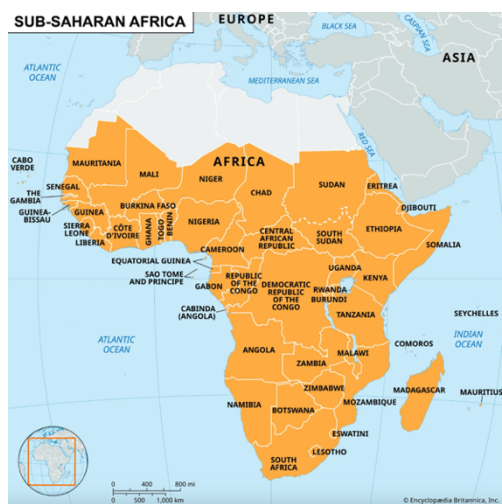 SUB-SAHARAN AFRICA
EUROPE
BLACK SEA
CASPIAN SEA
ASIA
ATLANTIC
OCEAN
MEDITERRANEAN SEA
RED SEA
AFRICA
CABO
VERDE
MAURITANIA
MALI
NIGER
CHAD
SUDAN
ERITREA
SENEGAL
THE
GAMBIA
GUINEA-
BISSAU
GUINEA
SIERRA
LEONE
LIBERIA
CÔTE
D'IVOIRE
BURKINA FASO
GHANA
TOGO
BENIN
NIGERIA
CAMEROON
CENTRAL
AFRICAN
REPUBLIC
SOUTH
SUDAN
DJIBOUTI
ETHIOPIA
SOMALIA
EQUATORIAL GUINEA
SAO TOME
AND PRINCIPE
GABON
REPUBLIC
OF THE
CONGO
DEMOCRATIC
REPUBLIC
OF THE
CONGO
UGANDA
KENYA
RWANDA
BURUNDI
TANZANIA
CABINDA
(ANGOLA)
SEYCHELLES
INDIAN
OCEAN
ATLANTIC
OCEAN
ANGOLA
ZAMBIA
MALAWI
COMOROS
ZIMBABWE
MOZAMBIQUE
MADAGASCAR
MAURITIUS
NAMIBIA
BOTSWANA
ESWATINI
LESOTHO
SOUTH
AFRICA
0 400 800 mi
0 500 1,000 km
© Encyclopædia Britannica, Inc.